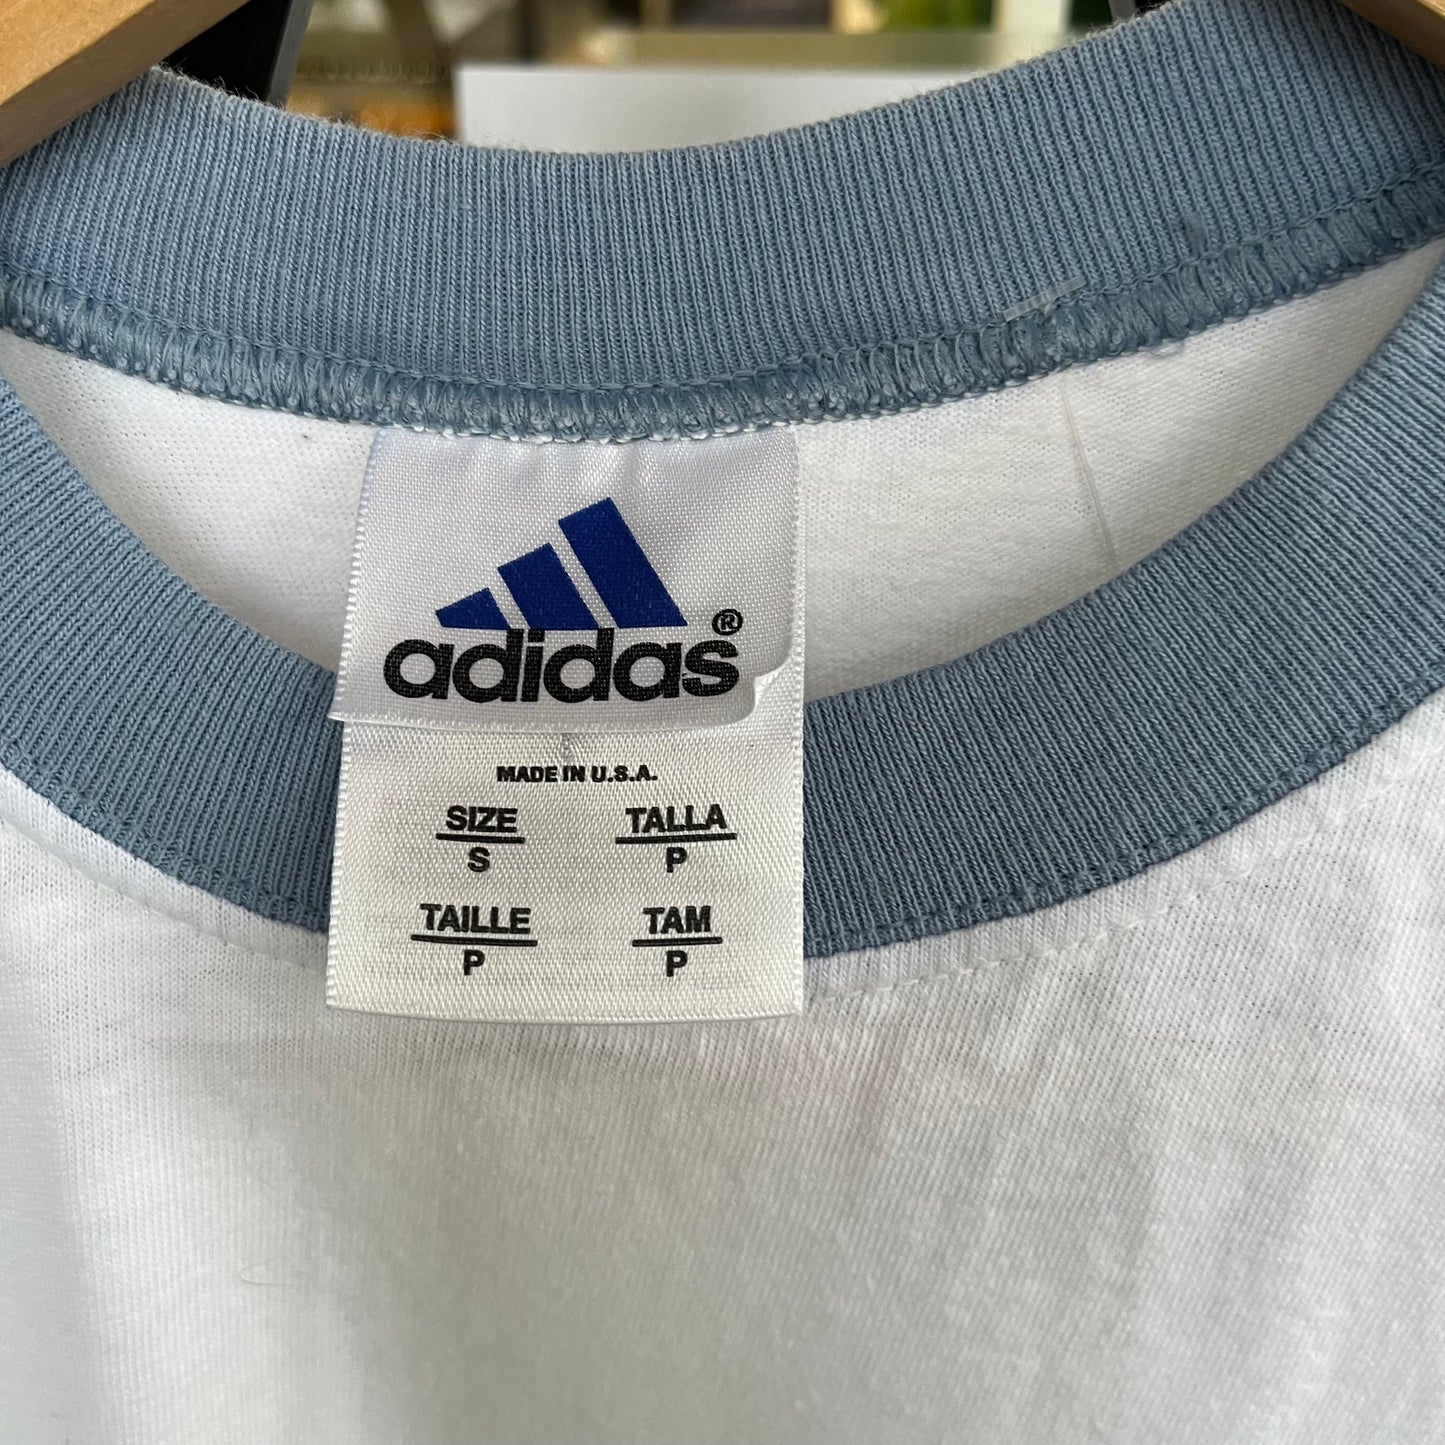 adidas®
MADE IN U.S.A.
SIZE TALLA
S P
TAILLE TAM
P P